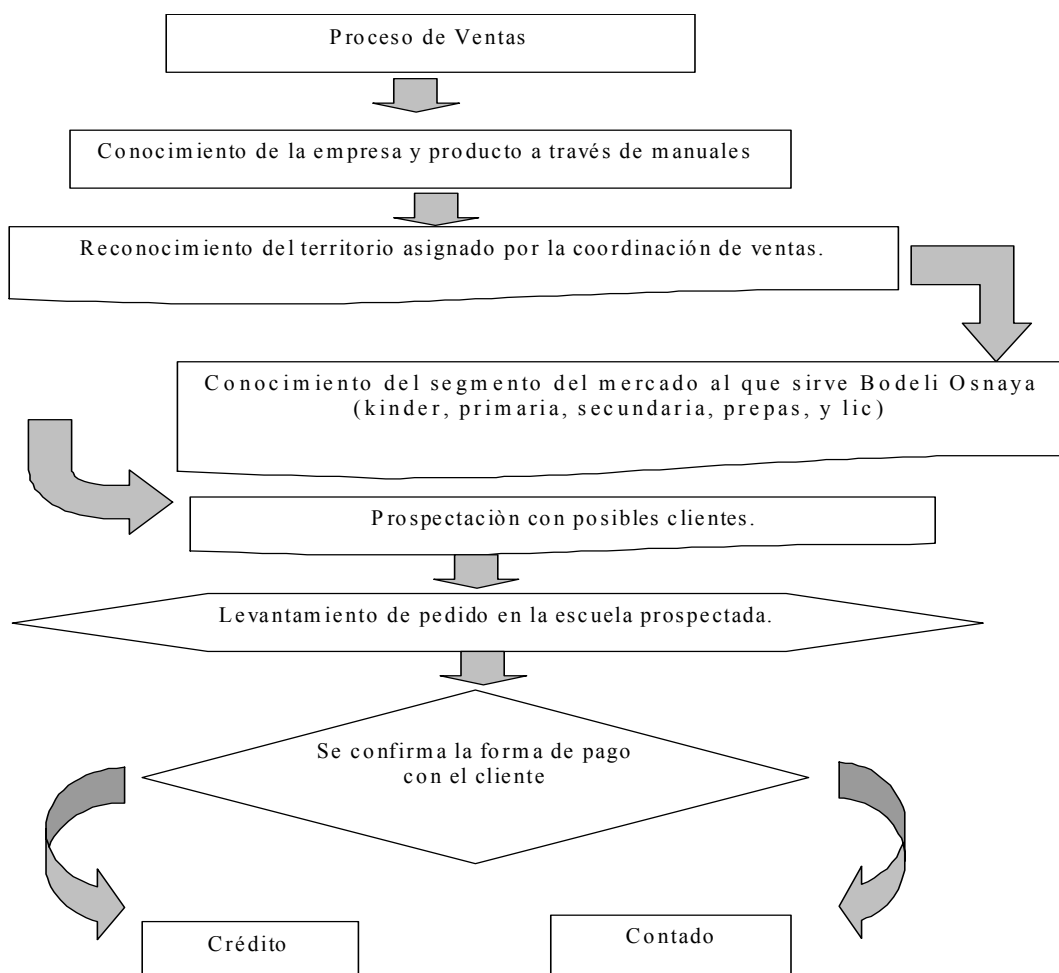 Proceso de Ventas
Conocimiento de la empresa y producto a través de manuales
Reconocimiento del territorio asignado por la coordinación de ventas.
Conocimiento del segmento del mercado al que sirve Bodeli Osnaya
(kinder, primaria, secundaria, prepas, y lic)
Prospectaciòn con posibles clientes.
Levantamiento de pedido en la escuela prospectada.
Se confirma la forma de pago
con el cliente
Crédito
Contado